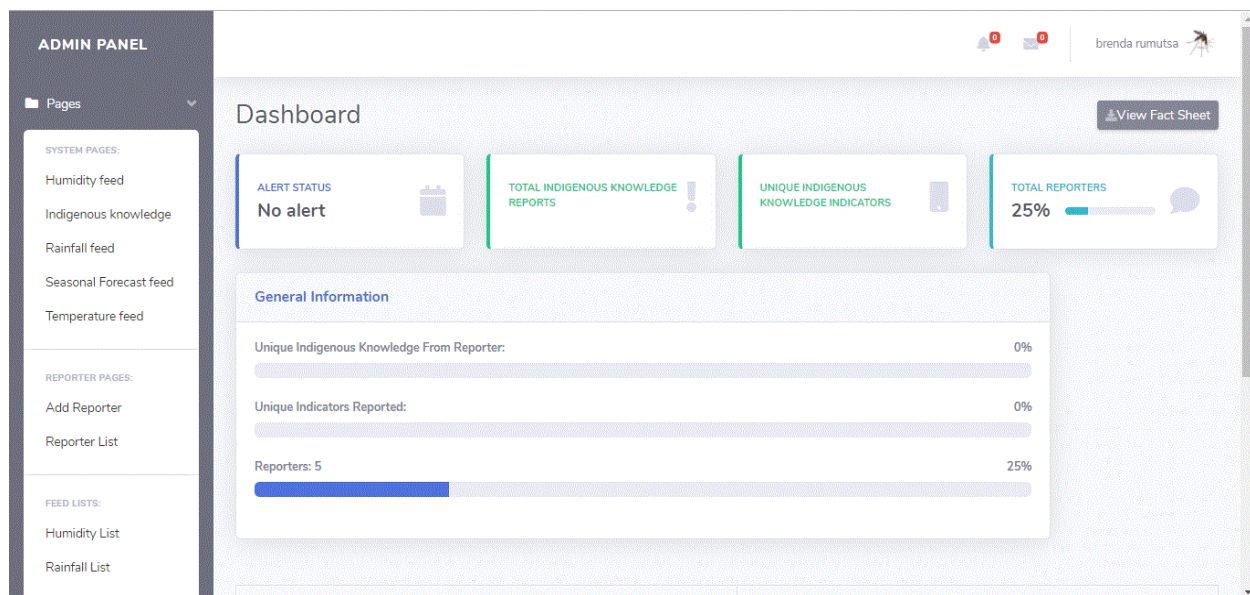 ADMIN PANEL
0
0
brenda rumutsa
Pages
SYSTEM PAGES:
Humidity feed
Indigenous knowledge
Rainfall feed
Seasonal Forecast feed
Temperature feed
REPORTER PAGES:
Add Reporter
Reporter List
FEED LISTS:
Humidity List
Rainfall List
Dashboard
View Fact Sheet
ALERT STATUS
No alert
TOTAL INDIGENOUS KNOWLEDGE
REPORTS
UNIQUE INDIGENOUS
KNOWLEDGE INDICATORS
TOTAL REPORTERS
25%
General Information
Unique Indigenous Knowledge From Reporter: 0%
Unique Indicators Reported: 0%
Reporters: 5 25%